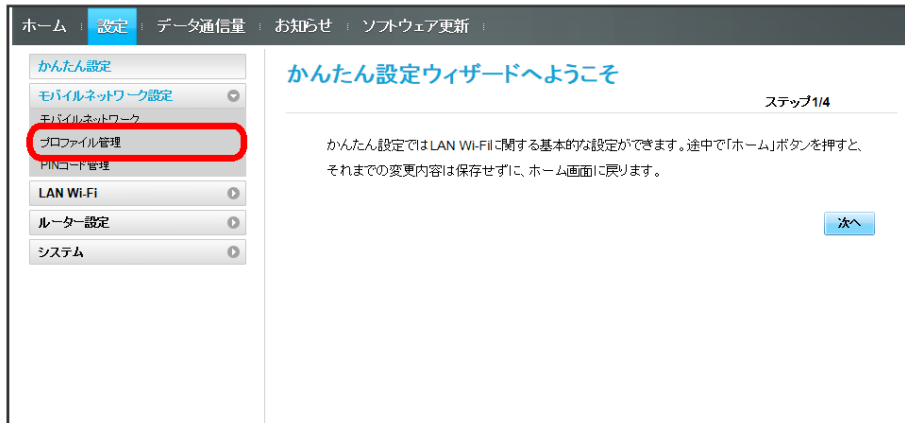 ホーム 設定 データ通信量 お知らせ ソフトウェア更新
かんたん設定
モバイルネットワーク設定
モバイルネットワーク
プロファイル管理
PINコード管理
LAN Wi-Fi
ルーター設定
システム
かんたん設定ウィザードへようこそ
ステップ1/4
かんたん設定ではLAN Wi-Fiに関する基本的な設定ができます。途中で「ホーム」ボタンを押すと、
それまでの変更内容は保存せずに、ホーム画面に戻ります。
次へ